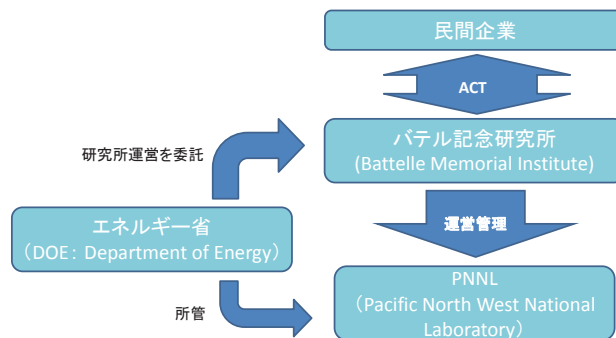 民間企業
ACT
バテル記念研究所
(Battelle Memorial Institute)
研究所運営を委託
エネルギー省
（DOE： Department of Energy）
運営管理
PNNL
（Pacific North West National
Laboratory）
所管